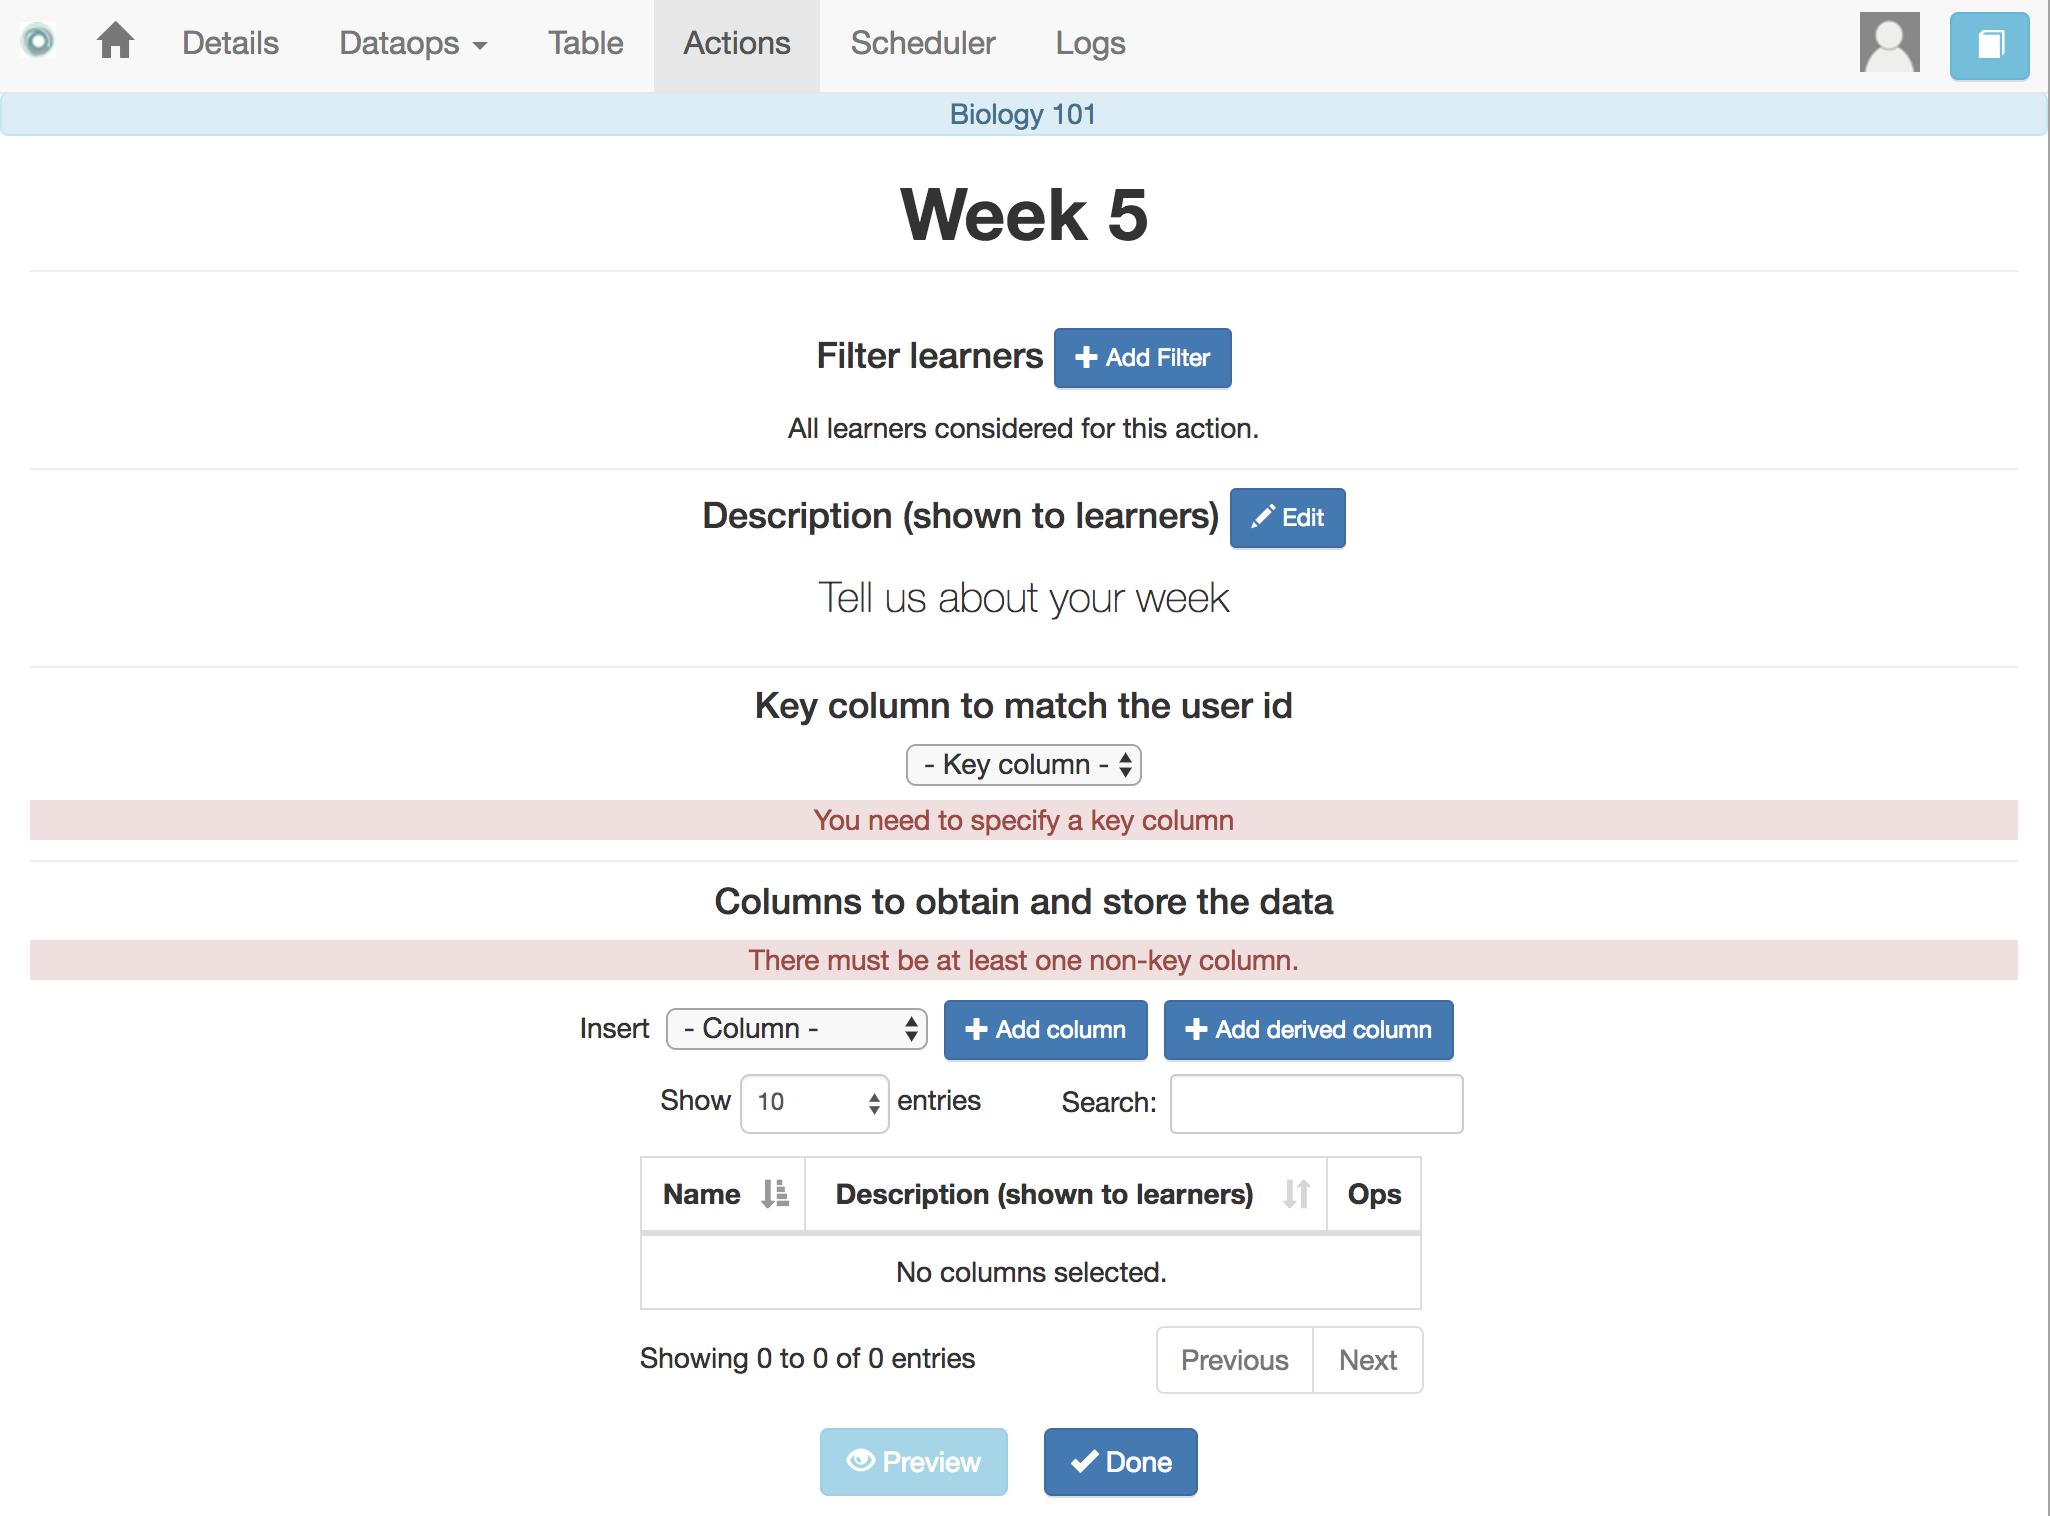 Details Dataops Table Actions Scheduler Logs
Biology 101
Week 5
Filter learners Add Filter
All learners considered for this action.
Description (shown to learners) Edit
Tell us about your week
Key column to match the user id
- Key column -
You need to specify a key column
Columns to obtain and store the data
There must be at least one non-key column.
Insert - Column - Add column Add derived column
Show 10 entries Search:
Name Description (shown to learners) Ops
No columns selected.
Showing 0 to 0 of 0 entries Previous Next
Preview Done